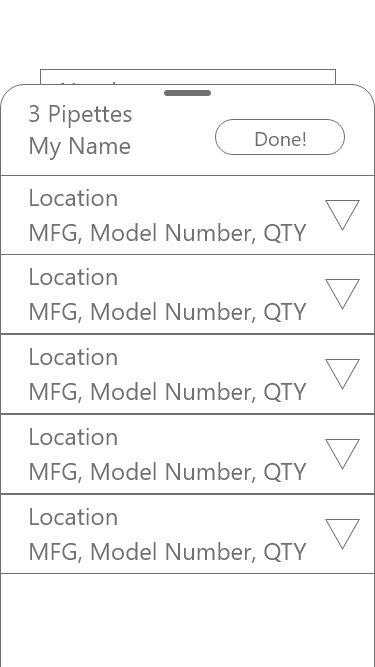 3 Pipettes
My Name
Done!
Location
MFG, Model Number, QTY
Location
MFG, Model Number, QTY
Location
MFG, Model Number, QTY
Location
MFG, Model Number, QTY
Location
MFG, Model Number, QTY